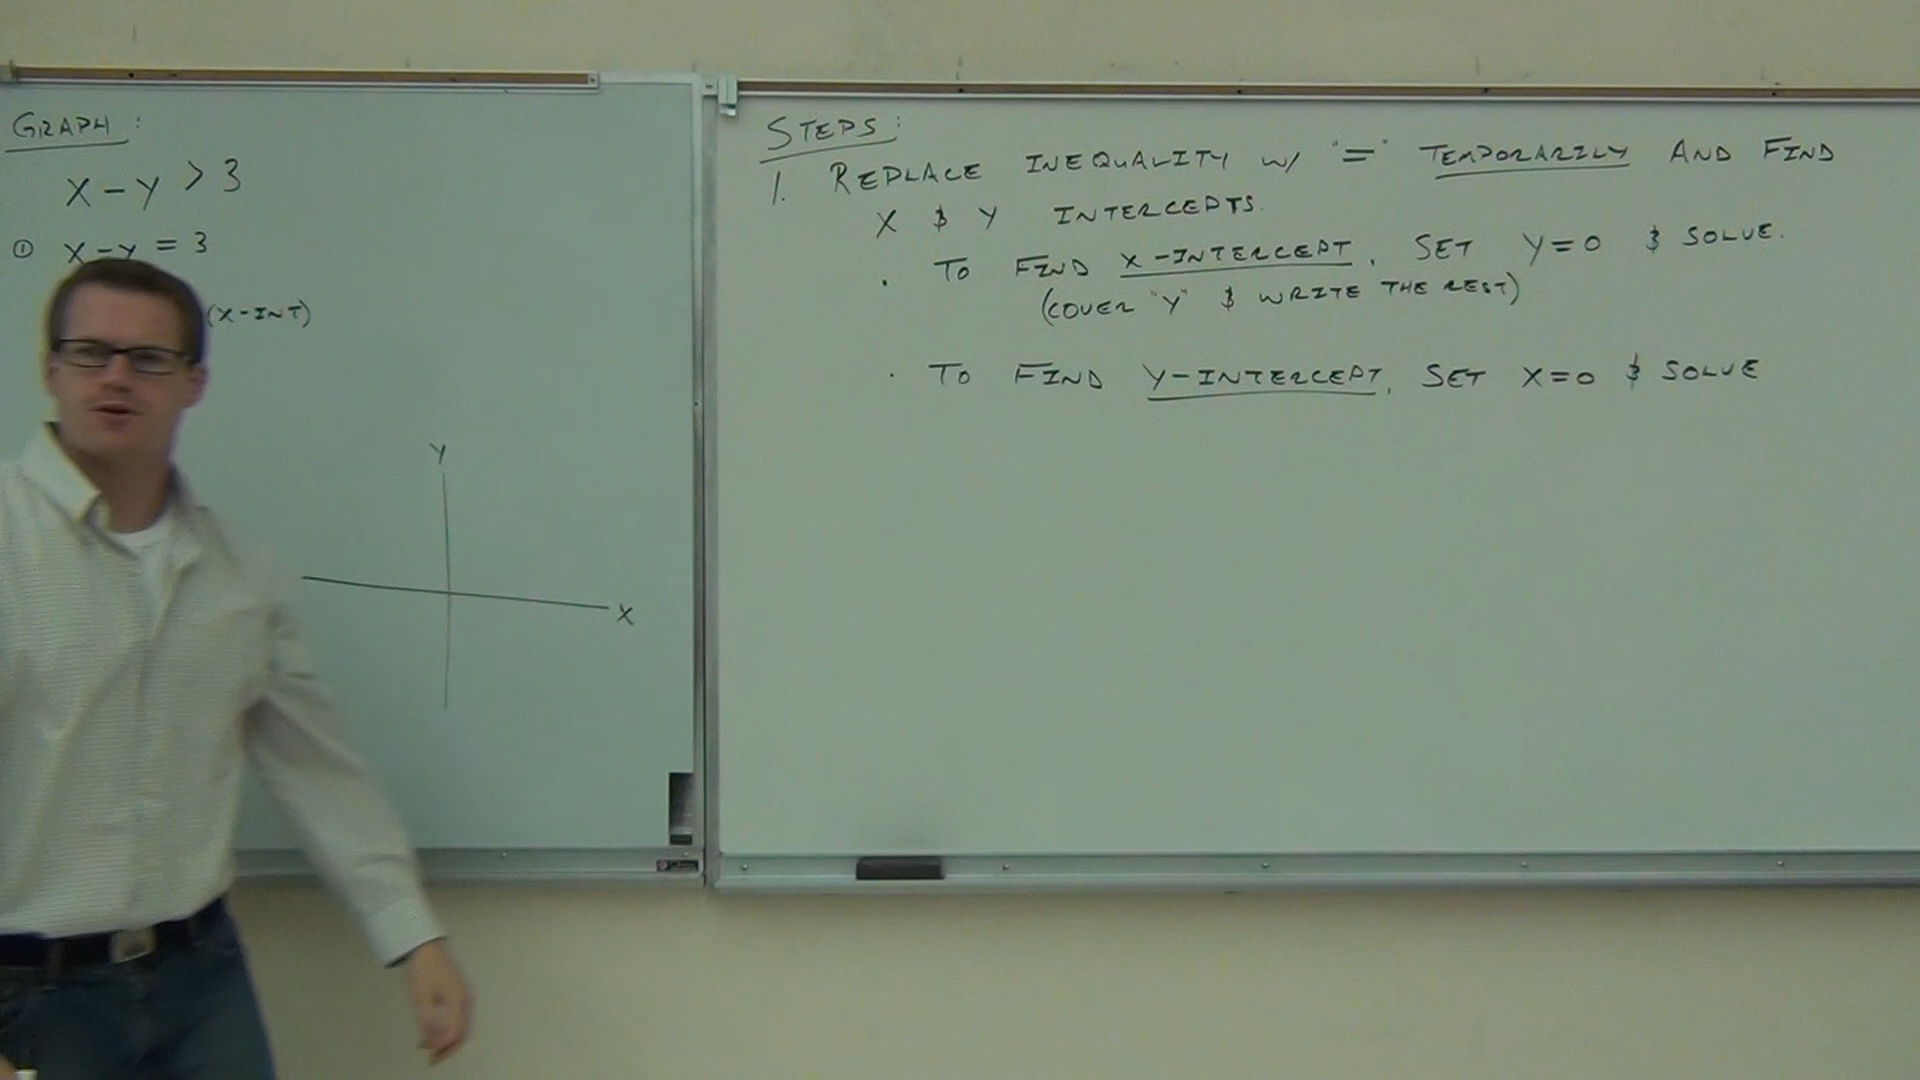 GRAPH:
X - Y > 3
① X - Y = 3
(X-INT)
Y
X
STEPS:
1. REPLACE INEQUALITY W/ "=" TEMPORARILY AND FIND
X & Y INTERCEPTS.
· TO FIND X-INTERCEPT, SET Y=0 & SOLVE.
(COVER "Y" & WRITE THE REST)
· TO FIND Y-INTERCEPT, SET X=0 & SOLVE